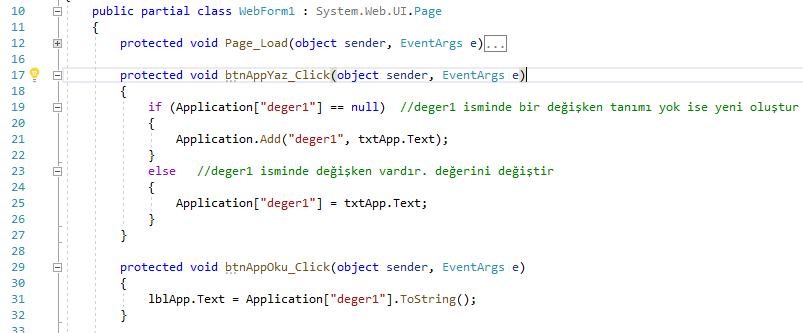 10 public partial class WebForm1 : System.Web.UI.Page
11 {
12 protected void Page_Load(object sender, EventArgs e)...
16
17 protected void btnAppYaz_Click(object sender, EventArgs e)
18 {
19 if (Application["deger1"] == null) //deger1 isminde bir değişken tanımı yok ise yeni oluştur
20 {
21 Application.Add("deger1", txtApp.Text);
22 }
23 else //deger1 isminde değişken vardır. değerini değiştir
24 {
25 Application["deger1"] = txtApp.Text;
26 }
27 }
28
29 protected void btnAppOku_Click(object sender, EventArgs e)
30 {
31 lblApp.Text = Application["deger1"].ToString();
32 }
33